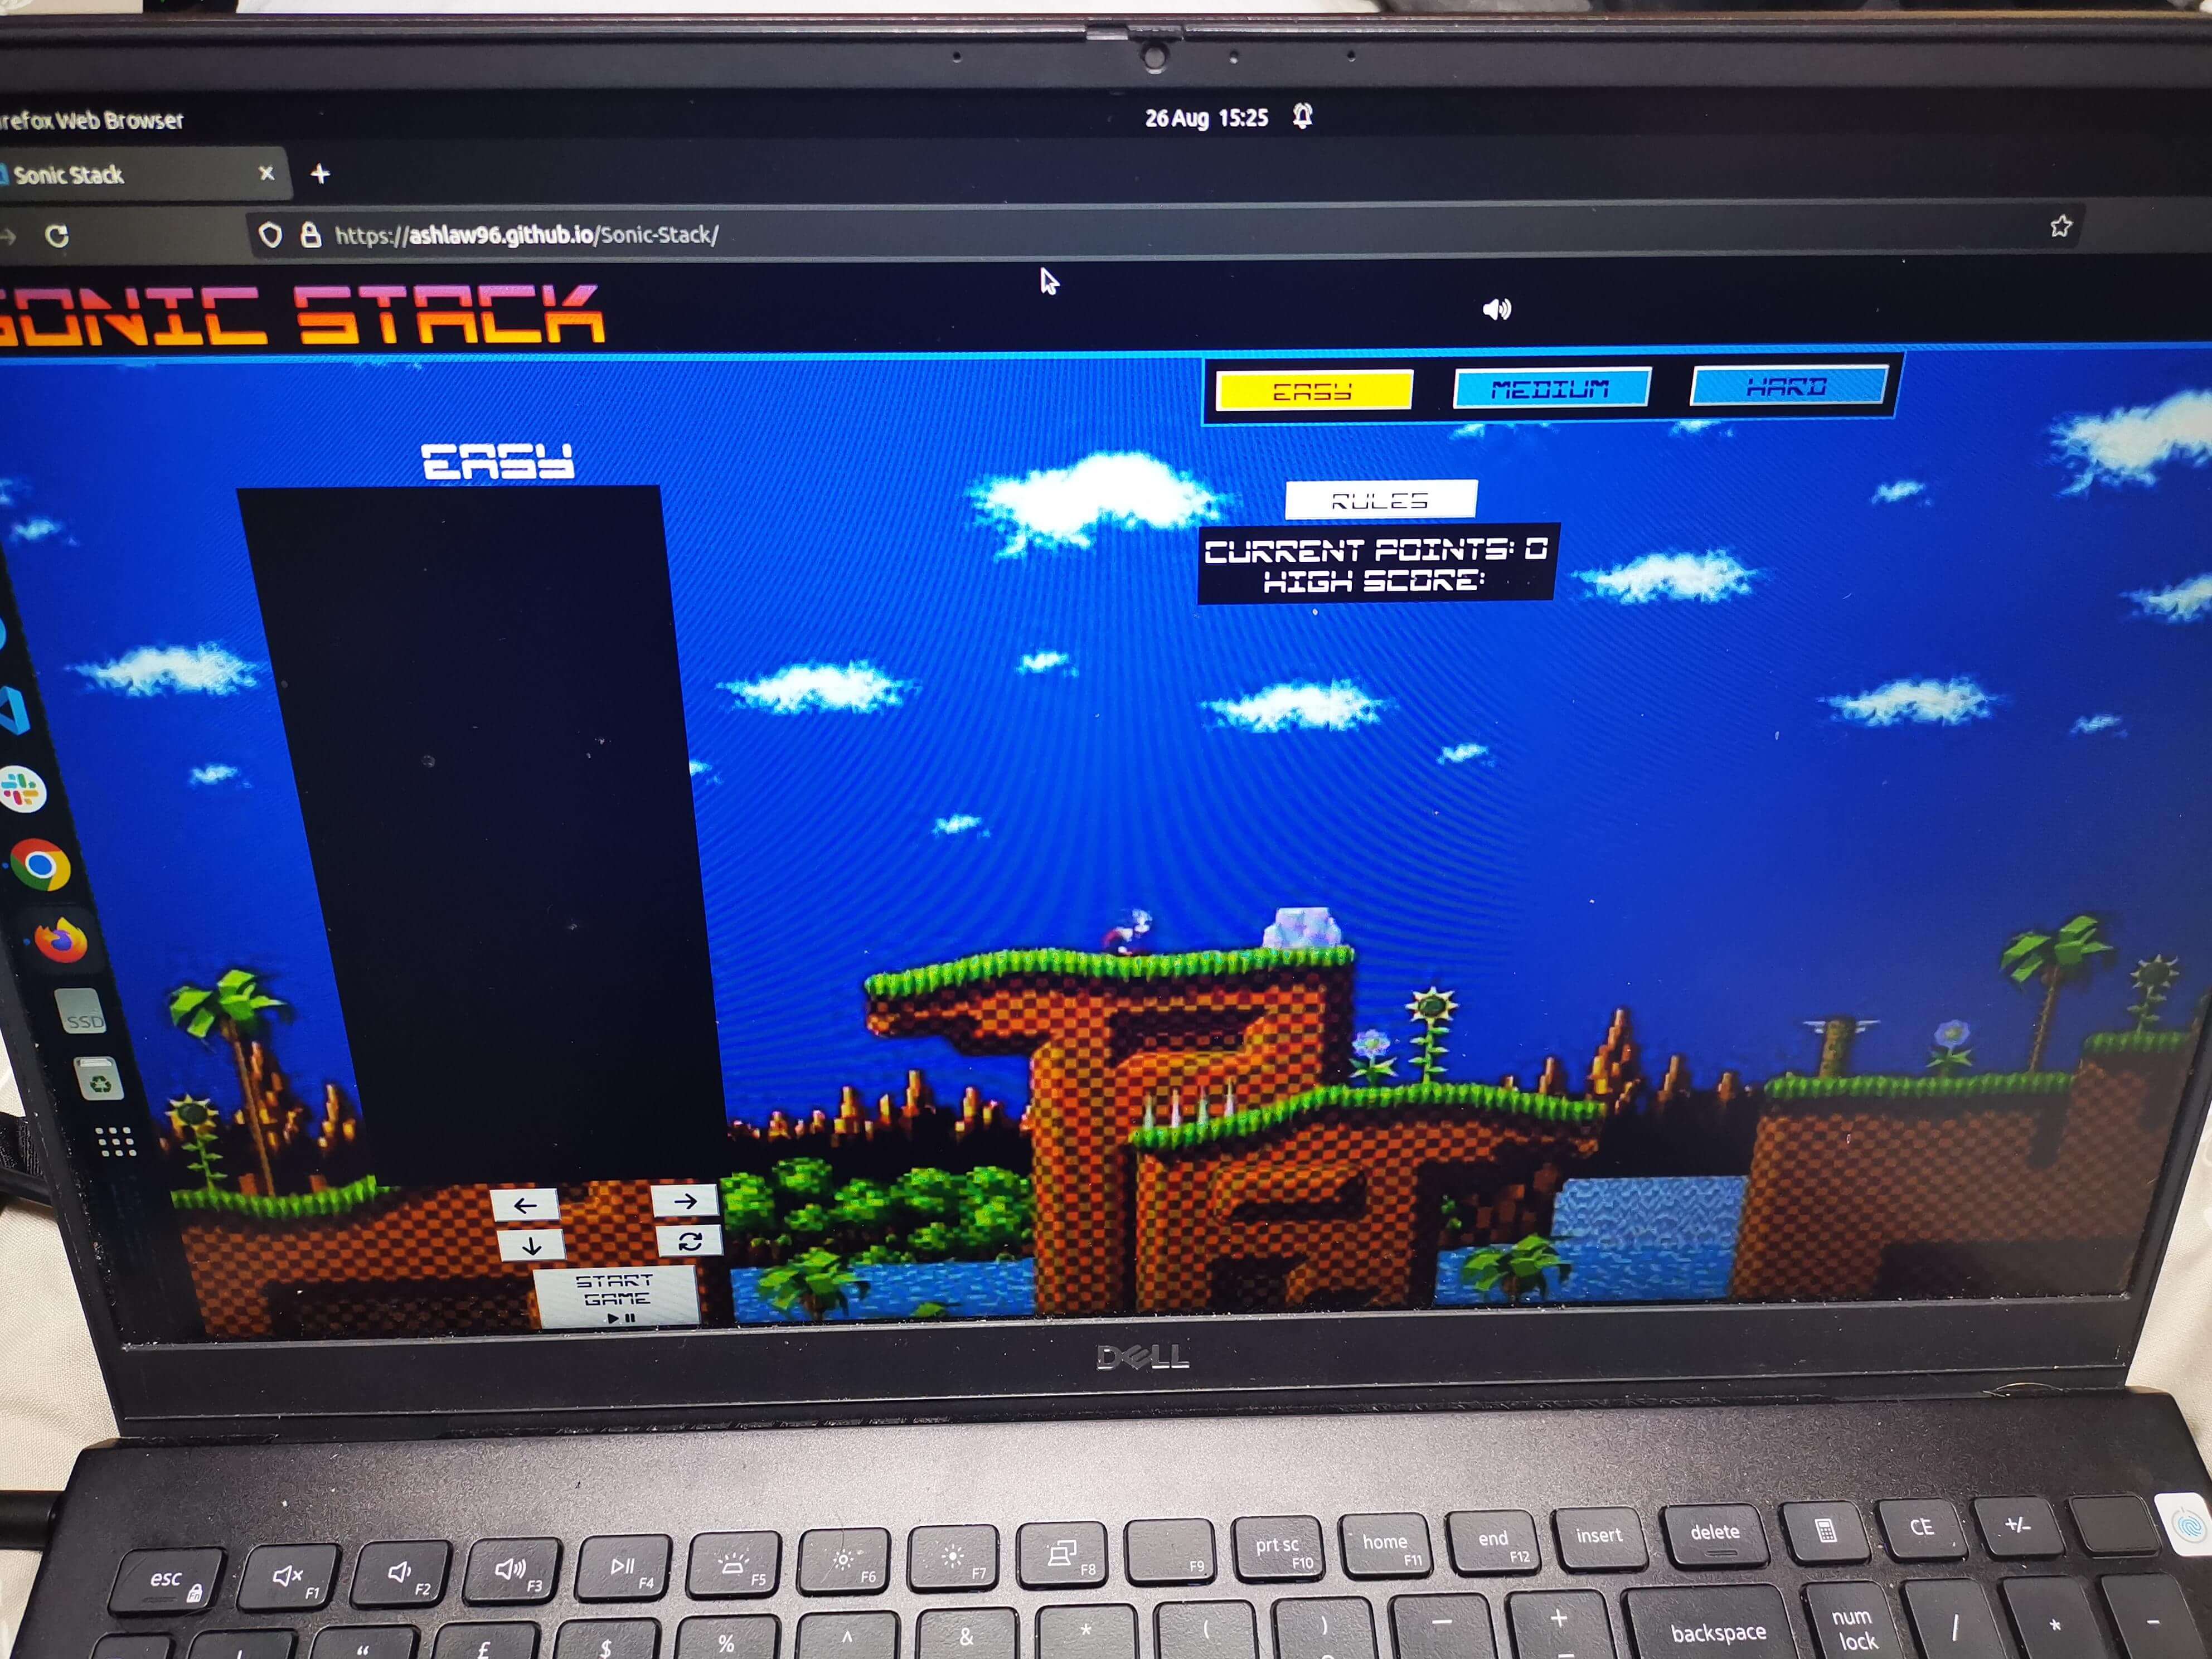 refox Web Browser
26 Aug 15:25
Sonic Stack
https://ashlaw96.github.io/Sonic-Stack/
SONIC STACK
EASY MEDIUM HARD
EASY
RULES
CURRENT POINTS: 0
HIGH SCORE:
SSD
START
GAME
DELL
esc F1 F2 F3 F4 F5 F6 F7 F8 F9 prt sc F10 home F11 end F12 insert delete CE +/-
! “ £ $ % ^ & * ( ) — + = backspace num lock / * -